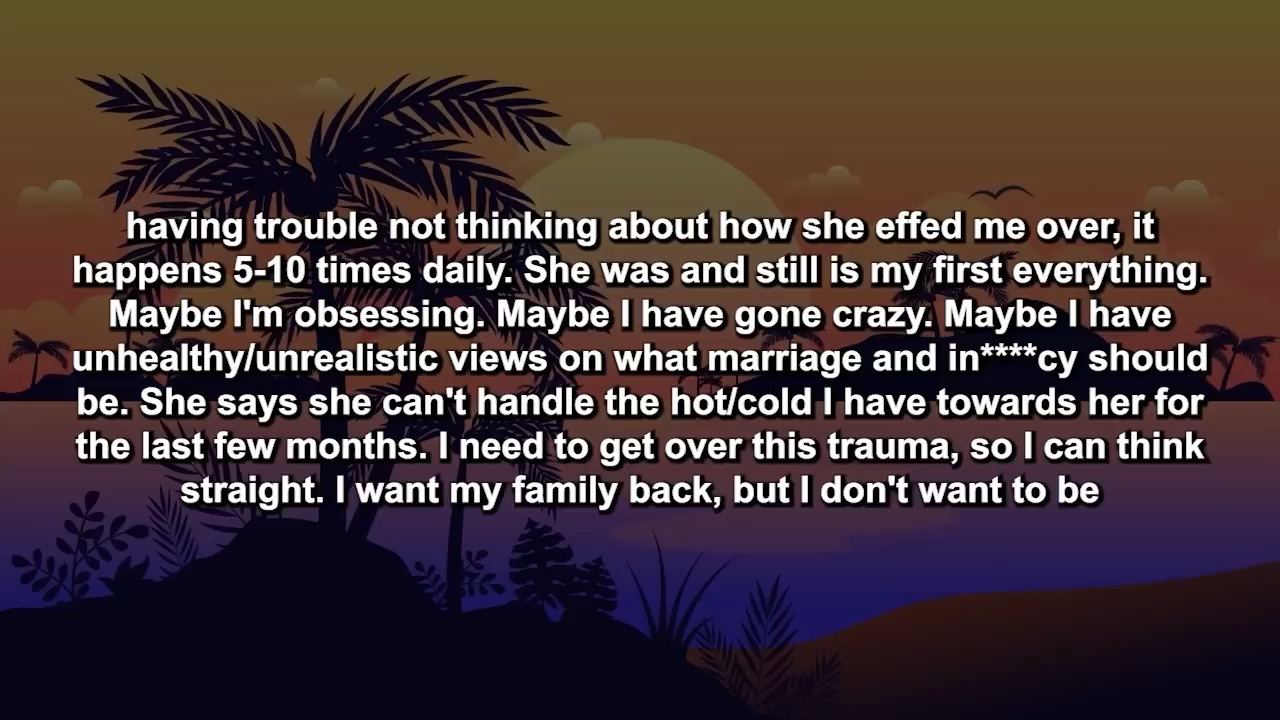 having trouble not thinking about how she effed me over, it
happens 5-10 times daily. She was and still is my first everything.
Maybe I'm obsessing. Maybe I have gone crazy. Maybe I have
unhealthy/unrealistic views on what marriage and in****cy should
be. She says she can't handle the hot/cold I have towards her for
the last few months. I need to get over this trauma, so I can think
straight. I want my family back, but I don't want to be